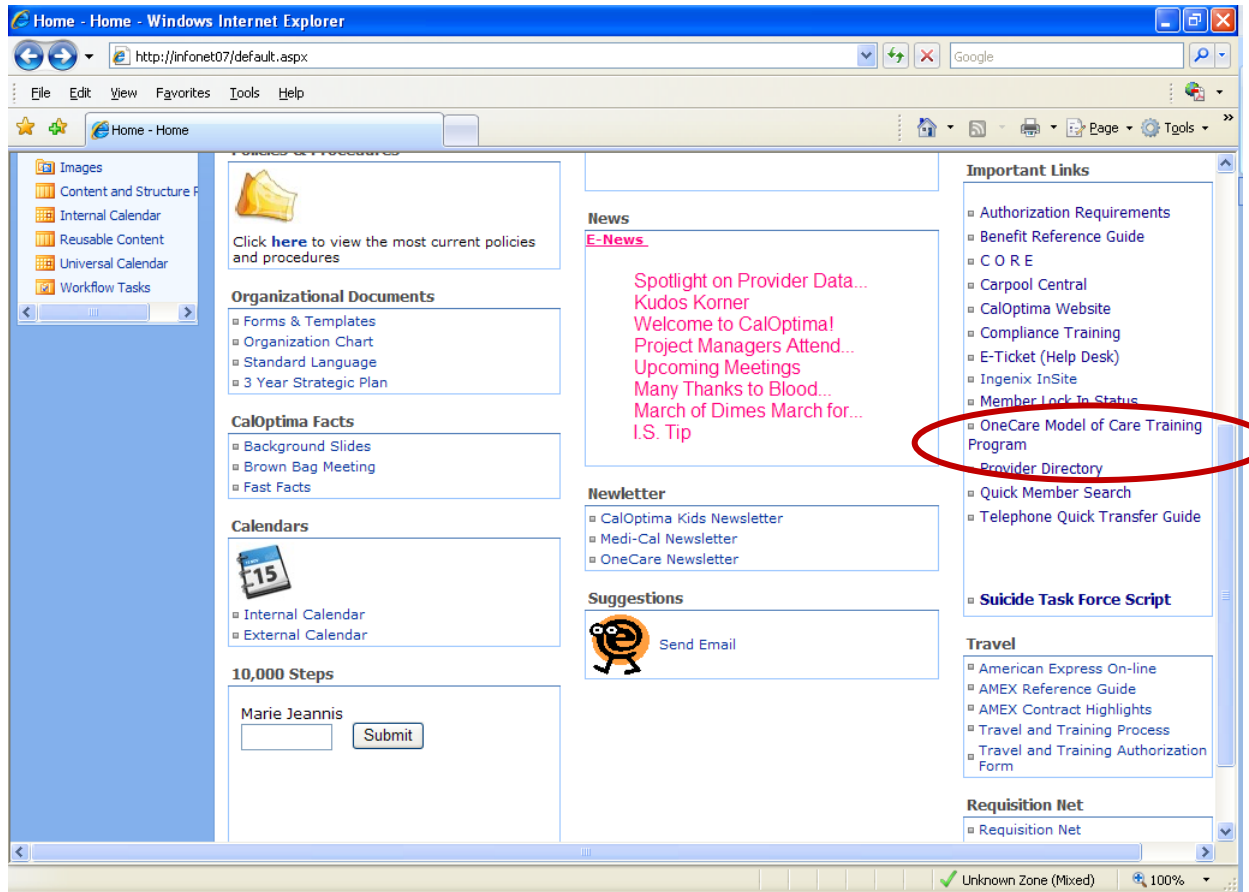 Home - Home - Windows Internet Explorer
http://infonet07/default.aspx
Google
File Edit View Favorites Tools Help
Home - Home
Page Tools
Images
Content and Structure
Internal Calendar
Reusable Content
Universal Calendar
Workflow Tasks
Policies & Procedures
Click here to view the most current policies
and procedures
Organizational Documents
Forms & Templates
Organization Chart
Standard Language
3 Year Strategic Plan
CalOptima Facts
Background Slides
Brown Bag Meeting
Fast Facts
Calendars
15
Internal Calendar
External Calendar
10,000 Steps
Marie Jeannis
Submit
News
E-News
Spotlight on Provider Data...
Kudos Korner
Welcome to CalOptima!
Project Managers Attend...
Upcoming Meetings
Many Thanks to Blood...
March of Dimes March for...
I.S. Tip
Newletter
CalOptima Kids Newsletter
Medi-Cal Newsletter
OneCare Newsletter
Suggestions
Send Email
Important Links
Authorization Requirements
Benefit Reference Guide
C O R E
Carpool Central
CalOptima Website
Compliance Training
E-Ticket (Help Desk)
Ingenix InSite
Member Lock In Status
OneCare Model of Care Training
Program
Provider Directory
Quick Member Search
Telephone Quick Transfer Guide
Suicide Task Force Script
Travel
American Express On-line
AMEX Reference Guide
AMEX Contract Highlights
Travel and Training Process
Travel and Training Authorization
Form
Requisition Net
Requisition Net
Unknown Zone (Mixed)
100%